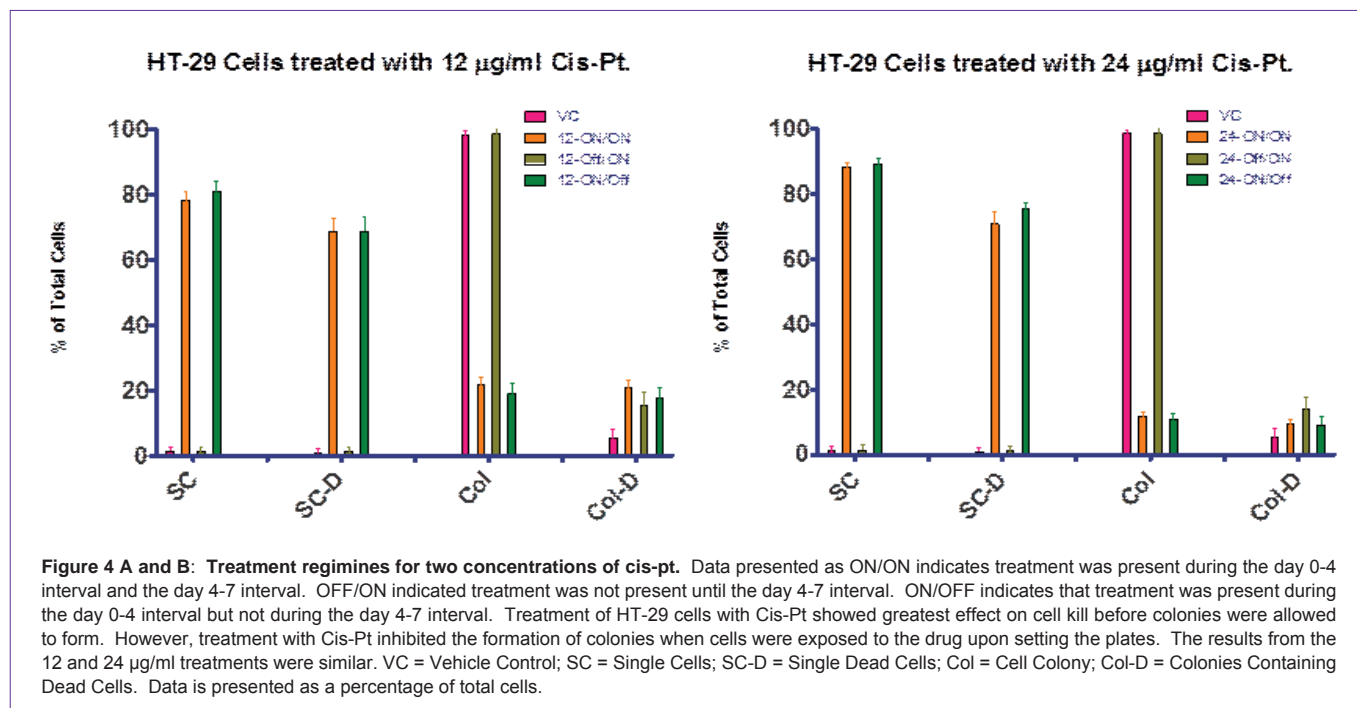 HT-29 Cells treated with 12 µg/ml Cis-Pt.
VC
12-ON/ON
12-Off/ON
12-ON/Off
100
80
60
40
20
0
% of Total Cells
SC
SC-D
Col
Col-D
HT-29 Cells treated with 24 µg/ml Cis-Pt.
VC
24-ON/ON
24-Off/ON
24-ON/Off
100
80
60
40
20
0
% of Total Cells
SC
SC-D
Col
Col-D
Figure 4 A and B: Treatment regimines for two concentrations of cis-pt. Data presented as ON/ON indicates treatment was present during the day 0-4
interval and the day 4-7 interval. OFF/ON indicated treatment was not present until the day 4-7 interval. ON/OFF indicates that treatment was present during
the day 0-4 interval but not during the day 4-7 interval. Treatment of HT-29 cells with Cis-Pt showed greatest effect on cell kill before colonies were allowed
to form. However, treatment with Cis-Pt inhibited the formation of colonies when cells were exposed to the drug upon setting the plates. The results from the
12 and 24 µg/ml treatments were similar. VC = Vehicle Control; SC = Single Cells; SC-D = Single Dead Cells; Col = Cell Colony; Col-D = Colonies Containing
Dead Cells. Data is presented as a percentage of total cells.